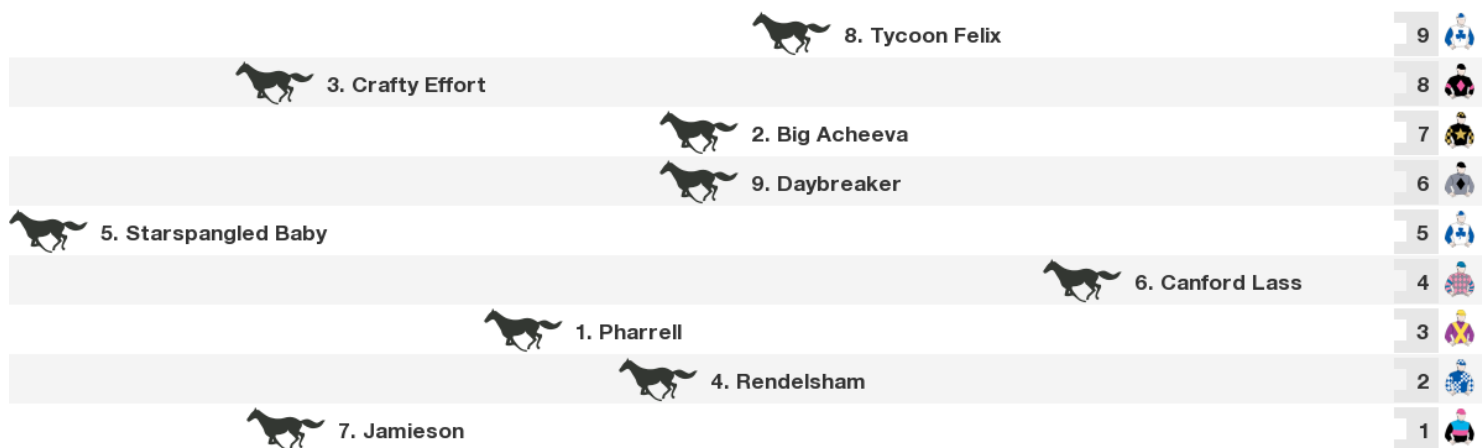 8. Tycoon Felix 9
3. Crafty Effort 8
2. Big Acheeva 7
9. Daybreaker 6
5. Starspangled Baby 5
6. Canford Lass 4
1. Pharrell 3
4. Rendelsham 2
7. Jamieson 1